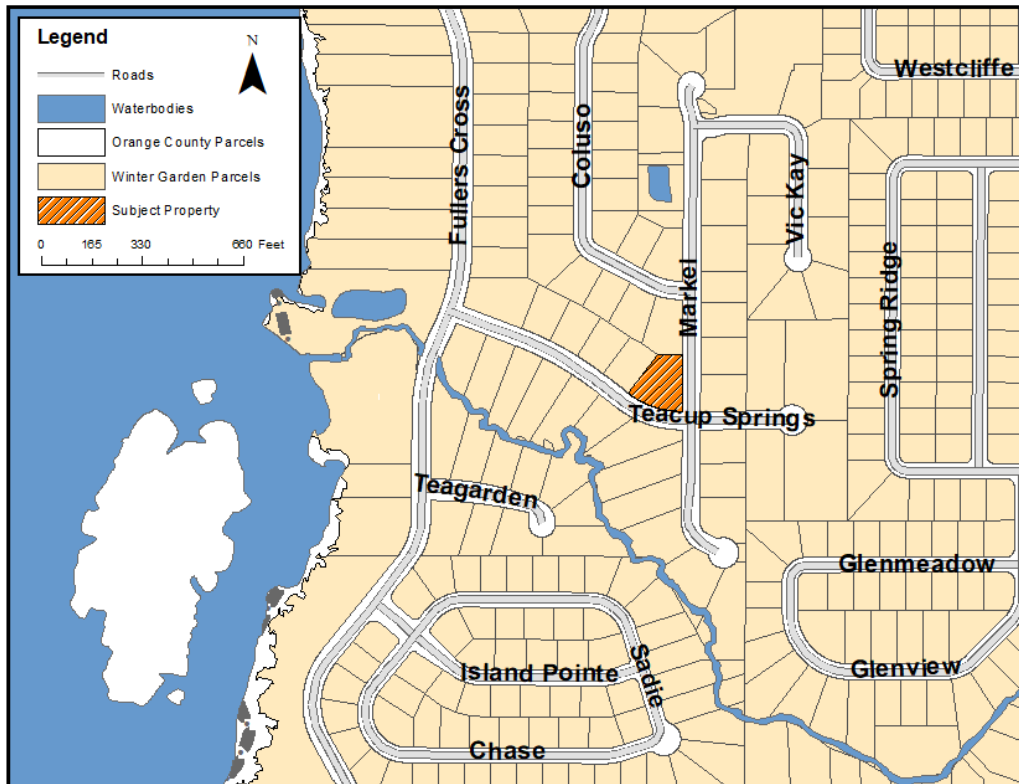 Legend
N
Roads
Waterbodies
Orange County Parcels
Winter Garden Parcels
Subject Property
0 165 330 660 Feet
Westcliffe
Fullers Cross
Coluso
Vic Kay
Markel
Spring Ridge
Teacup Springs
Teagarden
Glenmeadow
Island Pointe
Sadie
Glenview
Chase